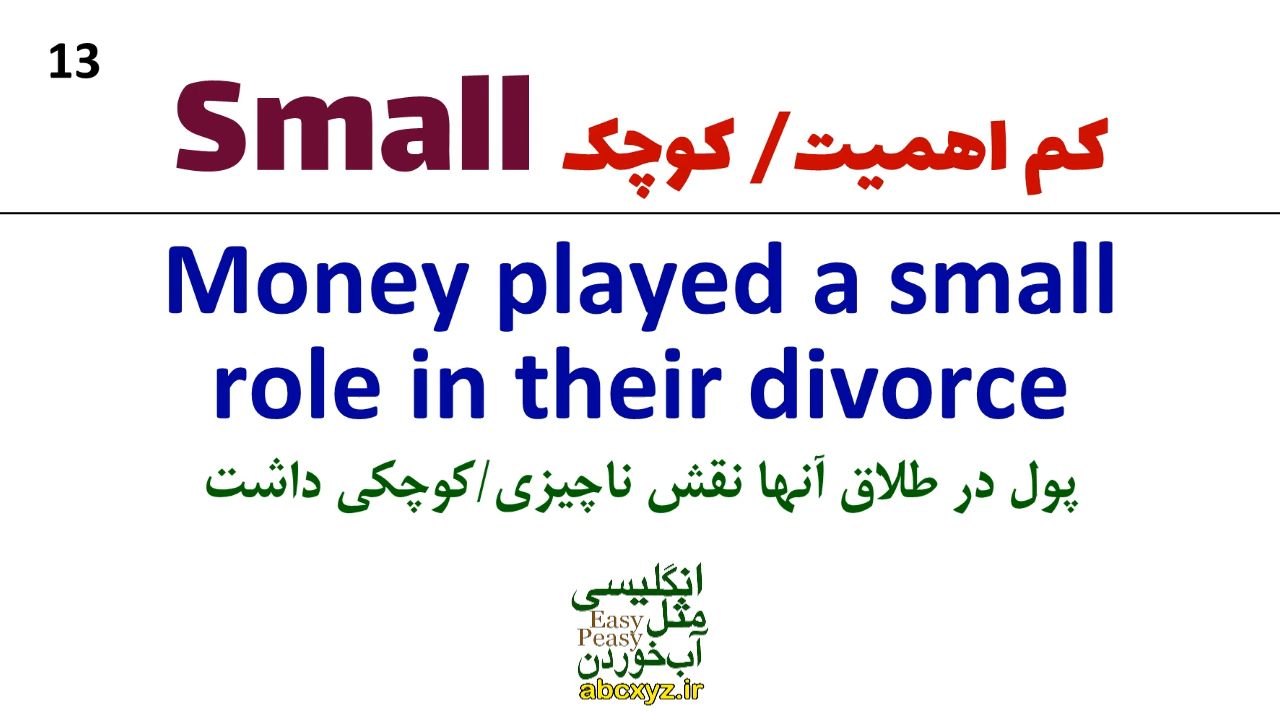 13
Small کم اهمیت/ کوچک
Money played a small
role in their divorce
پول در طلاق آنها نقش ناچیزی/کوچکی داشت
انگلیسی
مثل Easy
Peasy
آب‌خوردن
abcxyz.ir